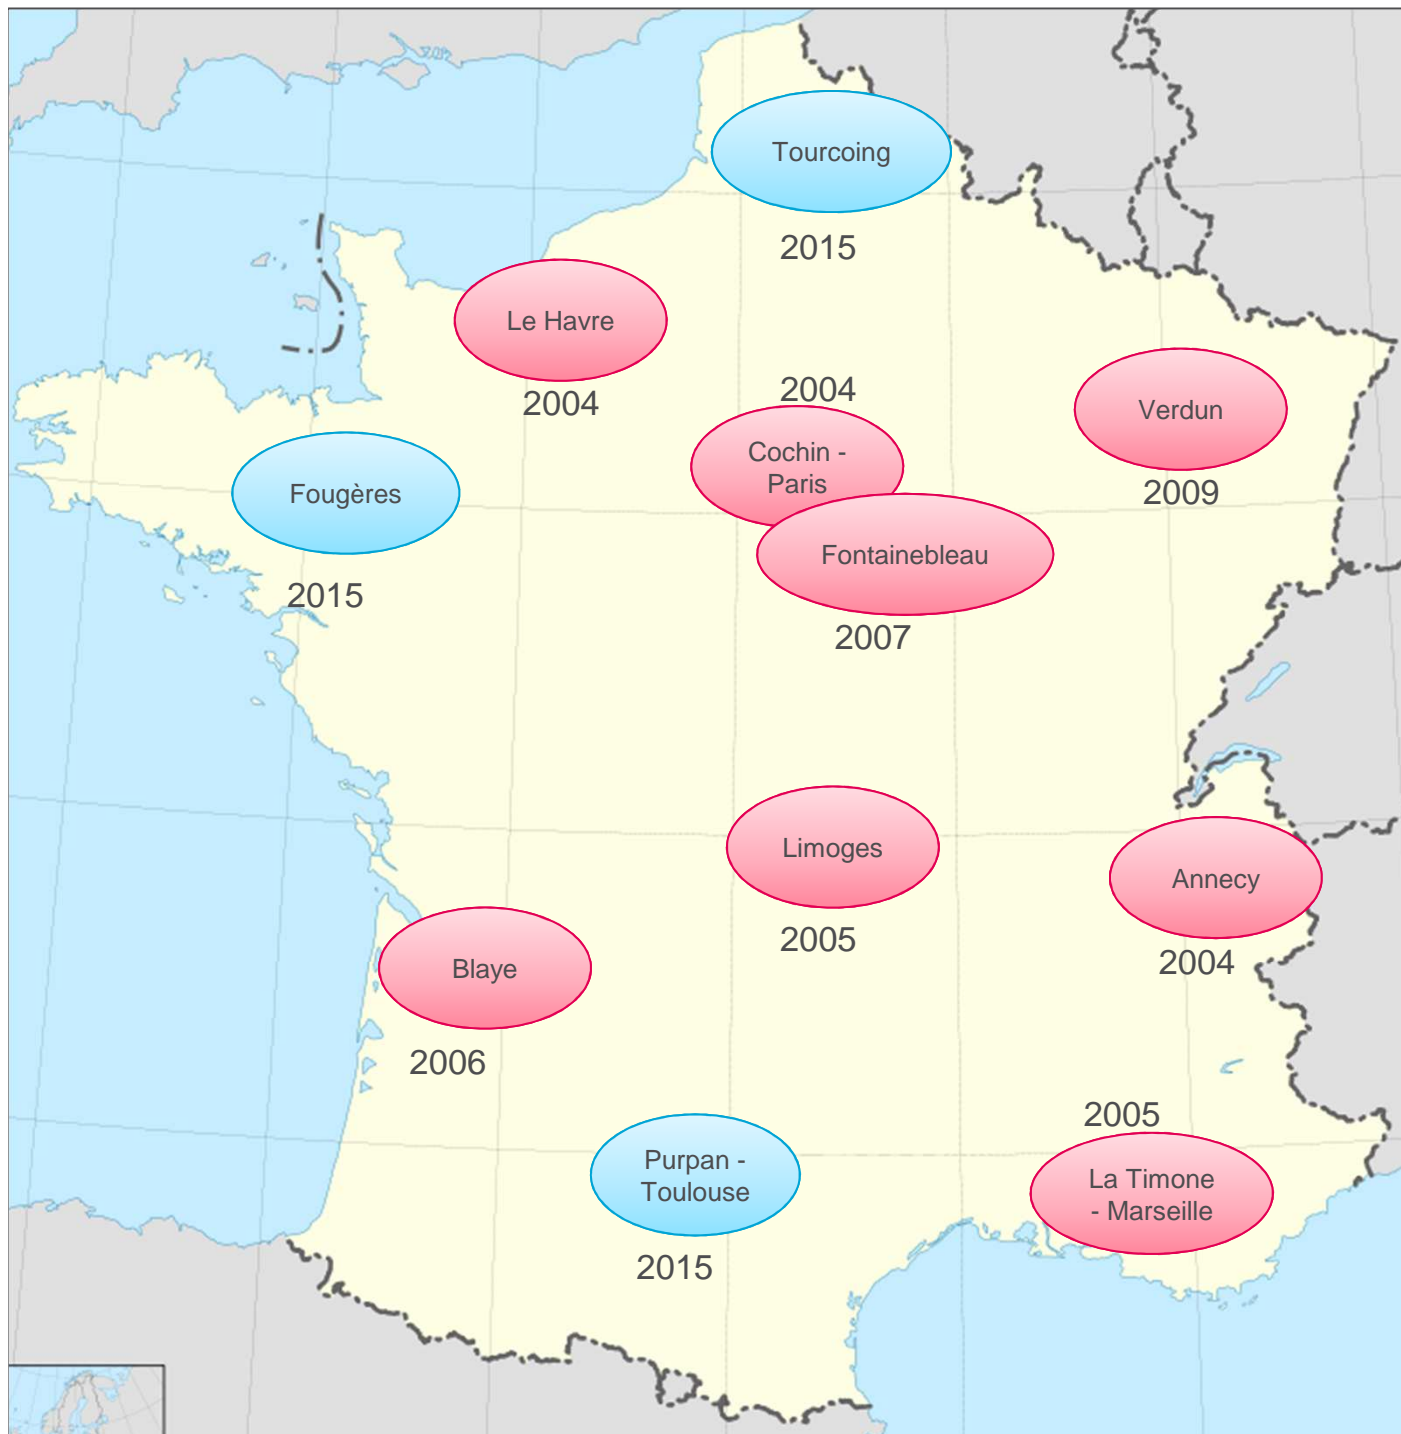 Tourcoing
2015
Le Havre
2004
2004
Cochin -
Paris
Verdun
2009
Fougères
2015
Fontainebleau
2007
Limoges
2005
Annecy
2004
Blaye
2006
2005
La Timone
- Marseille
Purpan -
Toulouse
2015